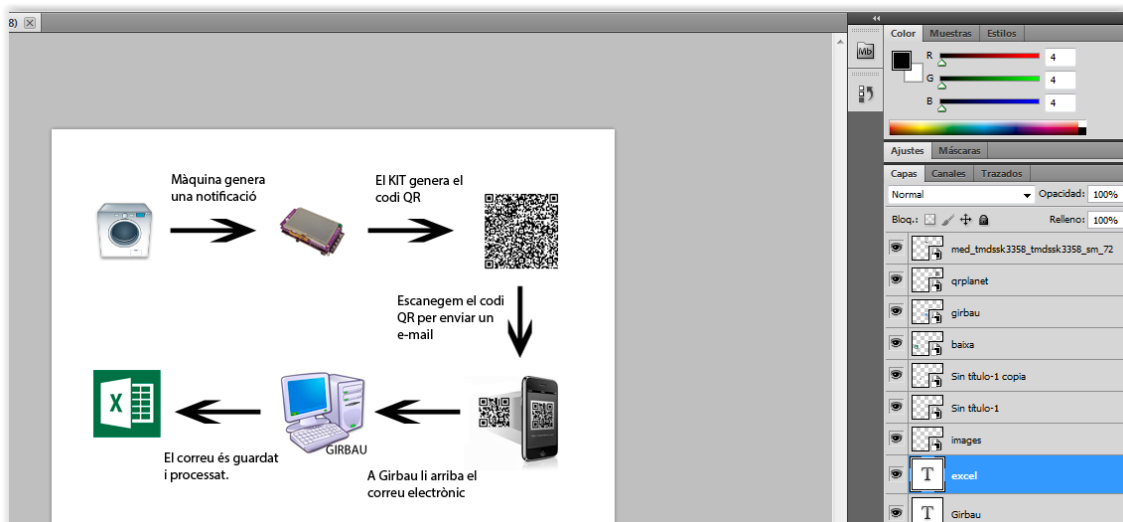 8)
Color Muestras Estilos
Mb
R 4
G 4
B 4
Ajustes Máscaras
Capas Canales Trazados
Normal Opacidad: 100%
Bloq.: Relleno: 100%
med_tmdssk3358_tmdssk3358_sm_72
qrplanet
girbau
baixa
Sin título-1 copia
Sin título-1
images
T excel
T Girbau
Màquina genera
una notificació
El KIT genera el
codi QR
Escanegem el codi
QR per enviar un
e-mail
X
GIRBAU
El correu és guardat
i processat.
A Girbau li arriba el
correu electrònic